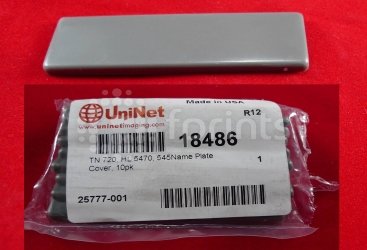 Made in USA
UniNet
www.uninetimaging.com
R12
18486
TN 720, HL 5470, 545Name Plate
Cover, 10pk
1
25777-001